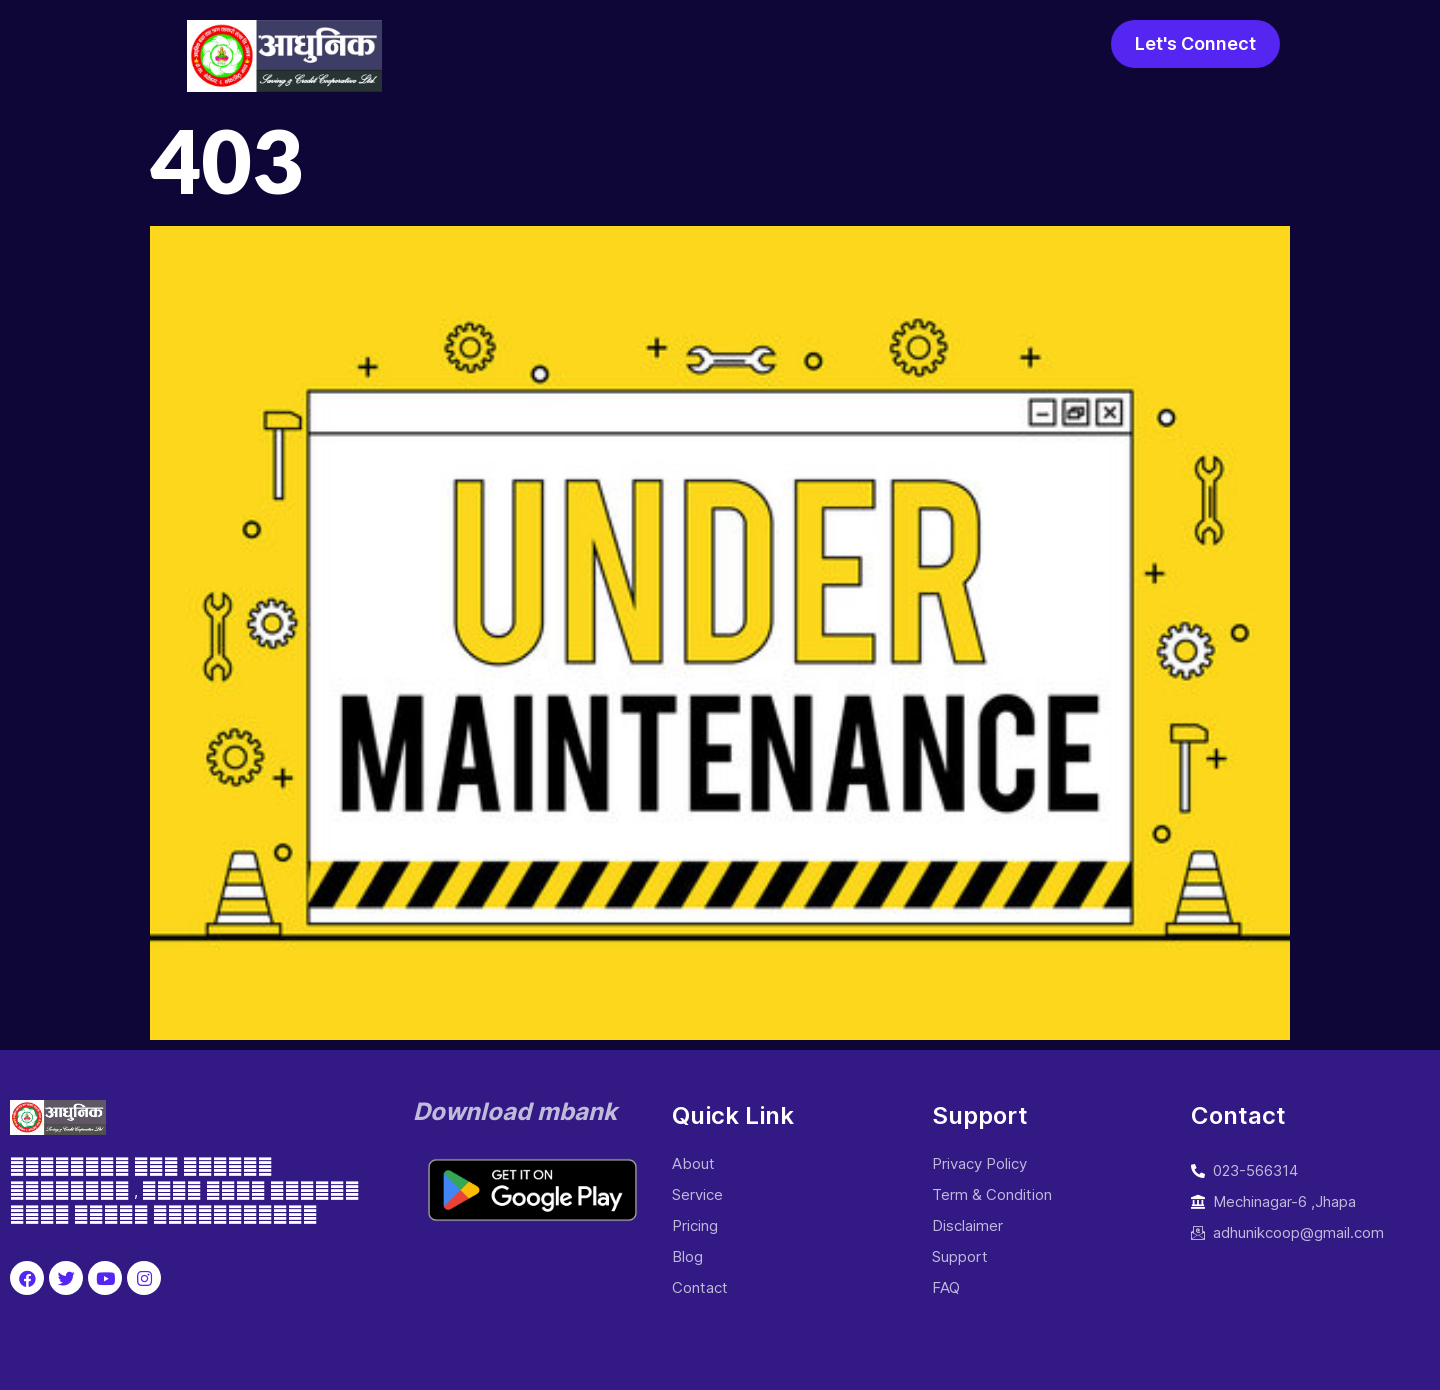 आधुनिक
Saving & Credit Cooperative Ltd.
Let's Connect
403
UNDER
MAINTENANCE
आधुनिक
Download mbank
GET IT ON
Google Play
Quick Link
About
Service
Pricing
Blog
Contact
Support
Privacy Policy
Term & Condition
Disclaimer
Support
FAQ
Contact
023-566314
Mechinagar-6 ,Jhapa
adhunikcoop@gmail.com